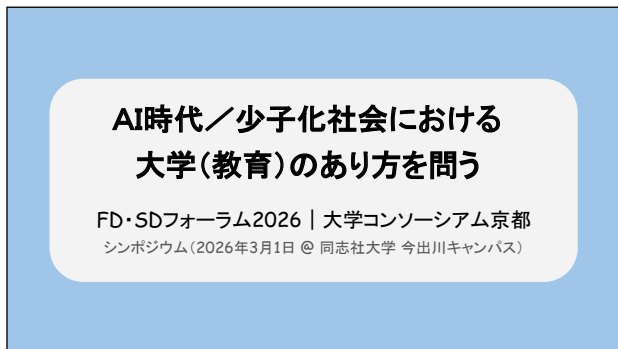 AI時代／少子化社会における
大学（教育）のあり方を問う
FD・SDフォーラム2026｜大学コンソーシアム京都
シンポジウム（2026年3月1日 @ 同志社大学 今出川キャンパス）